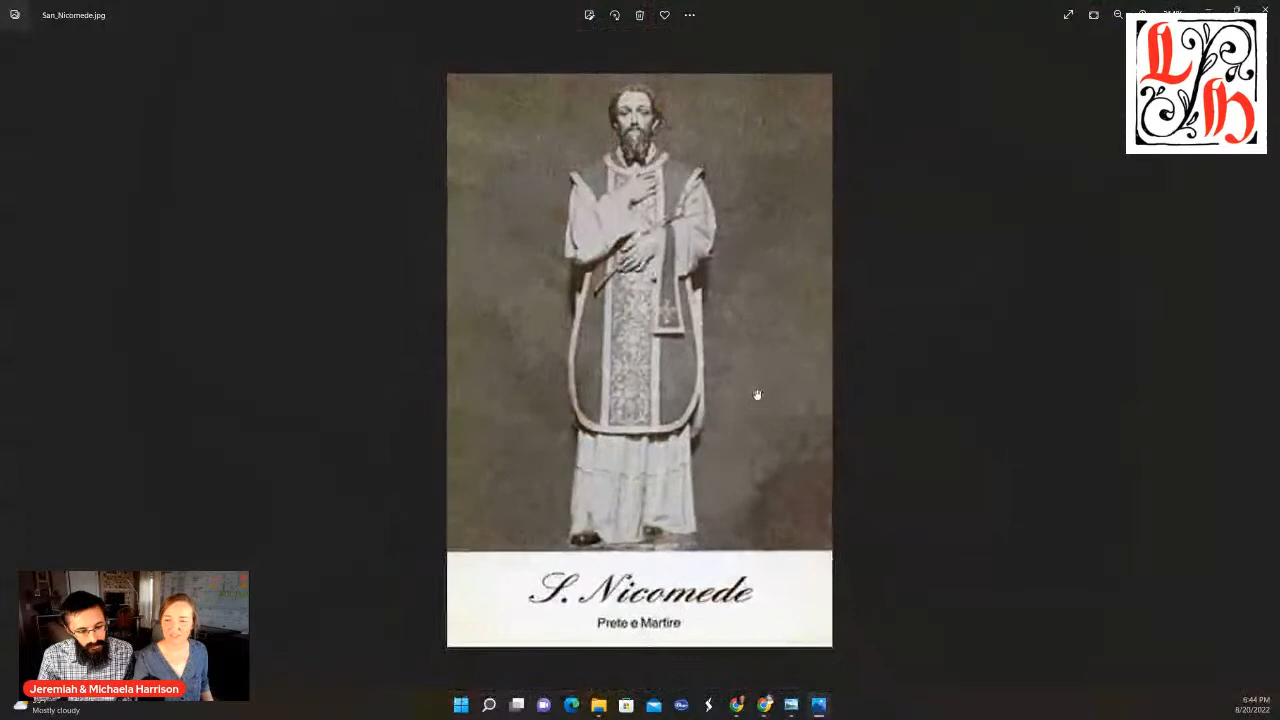 San_Nicomede.jpg
L
H
S. Nicomede
Prete e Martire
Jeremiah & Michaela Harrison
Mostly cloudy
6:44 PM
8/20/2022